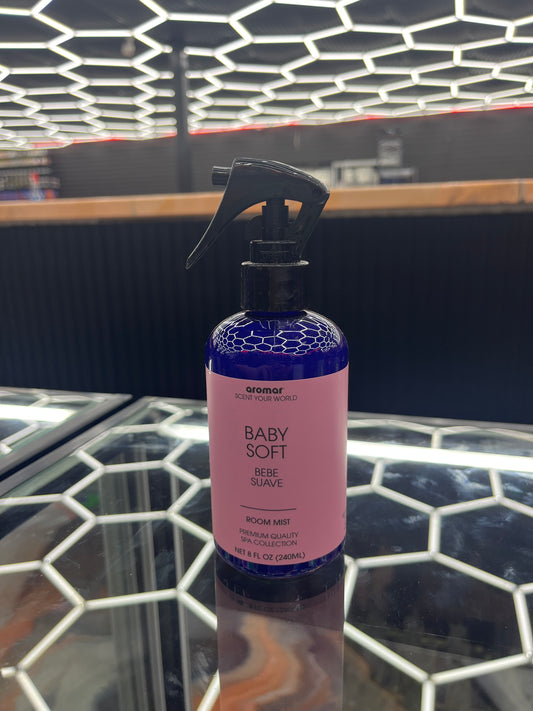 aromar
SCENT YOUR WORLD
BABY
SOFT
BEBE
SUAVE
ROOM MIST
PREMIUM QUALITY
SPA COLLECTION
NET 8 FL OZ (240ML)